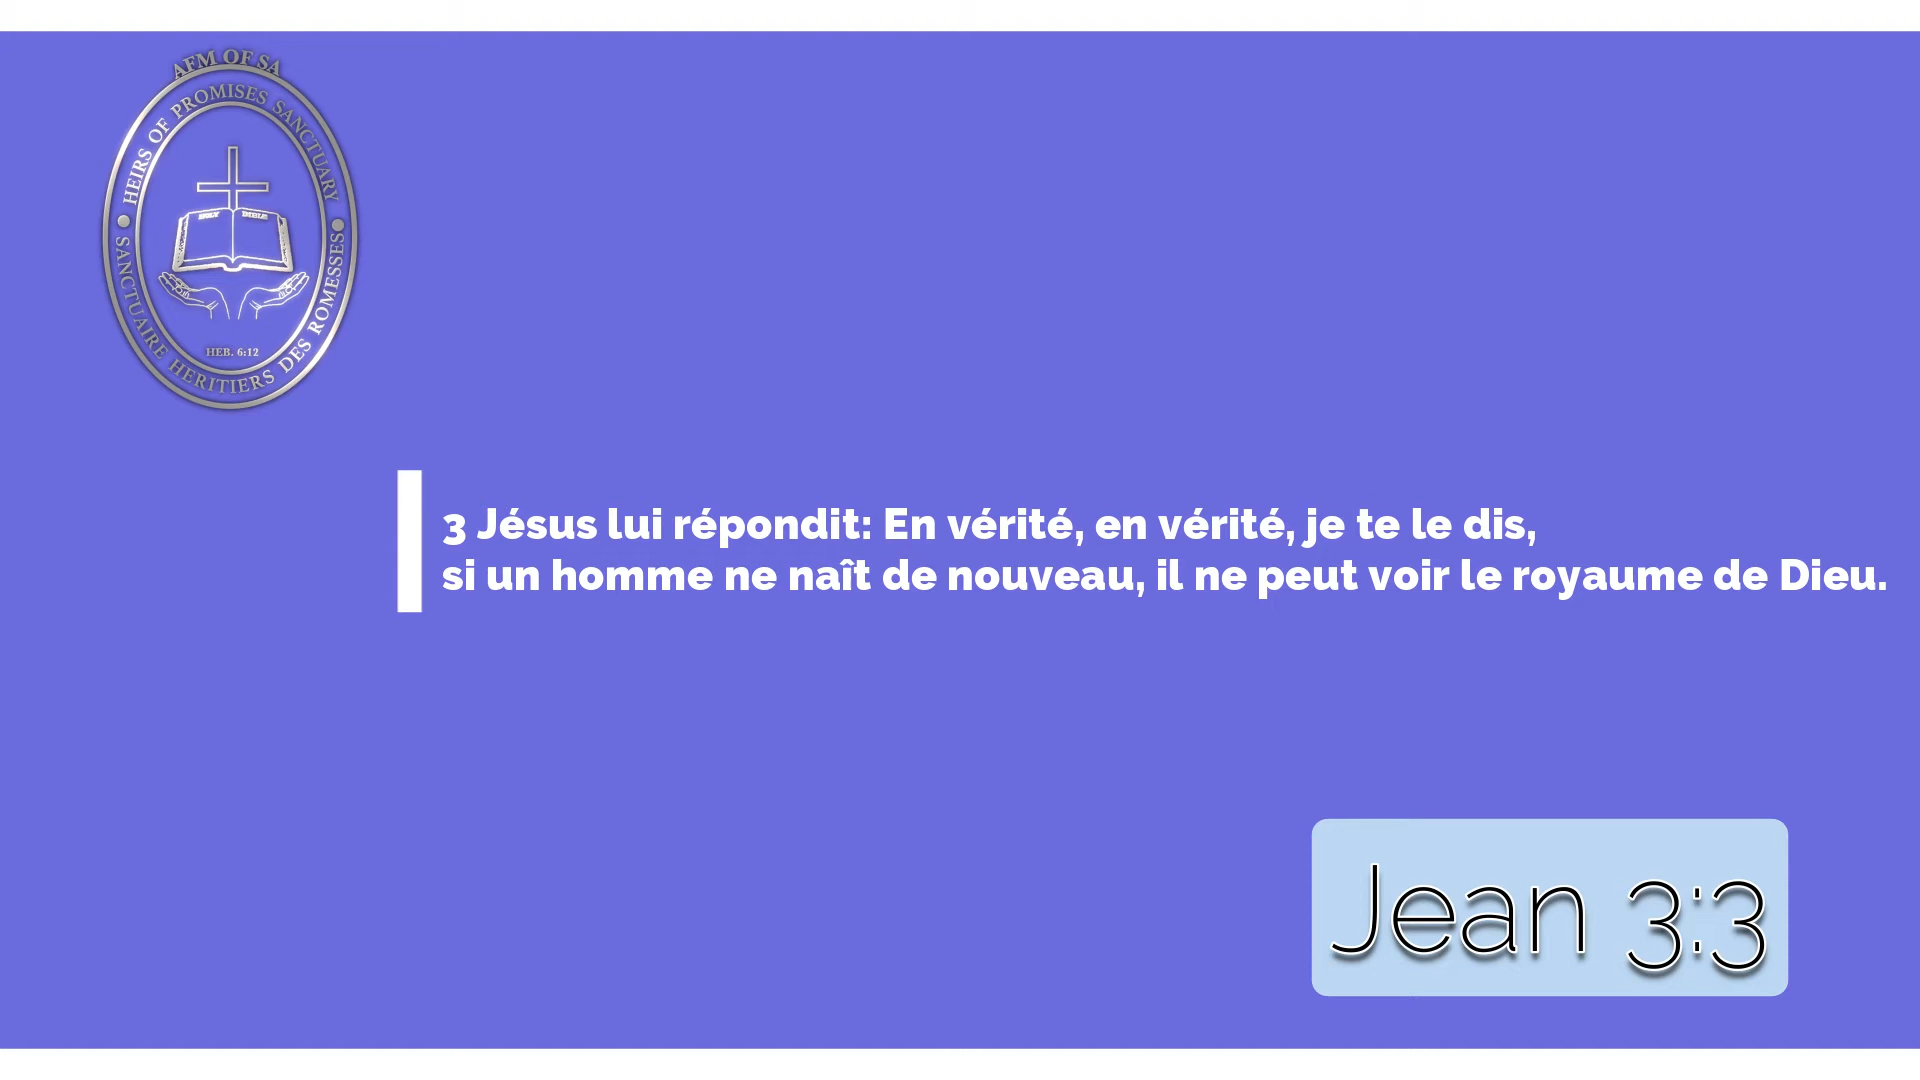 AFM OF SA
HEIRS OF PROMISES SANCTUARY
HOLY BIBLE
HEB. 6:12
SANCTUAIRE HERITIERS DES ROMESSES
3 Jésus lui répondit: En vérité, en vérité, je te le dis,
si un homme ne naît de nouveau, il ne peut voir le royaume de Dieu.
Jean 3:3